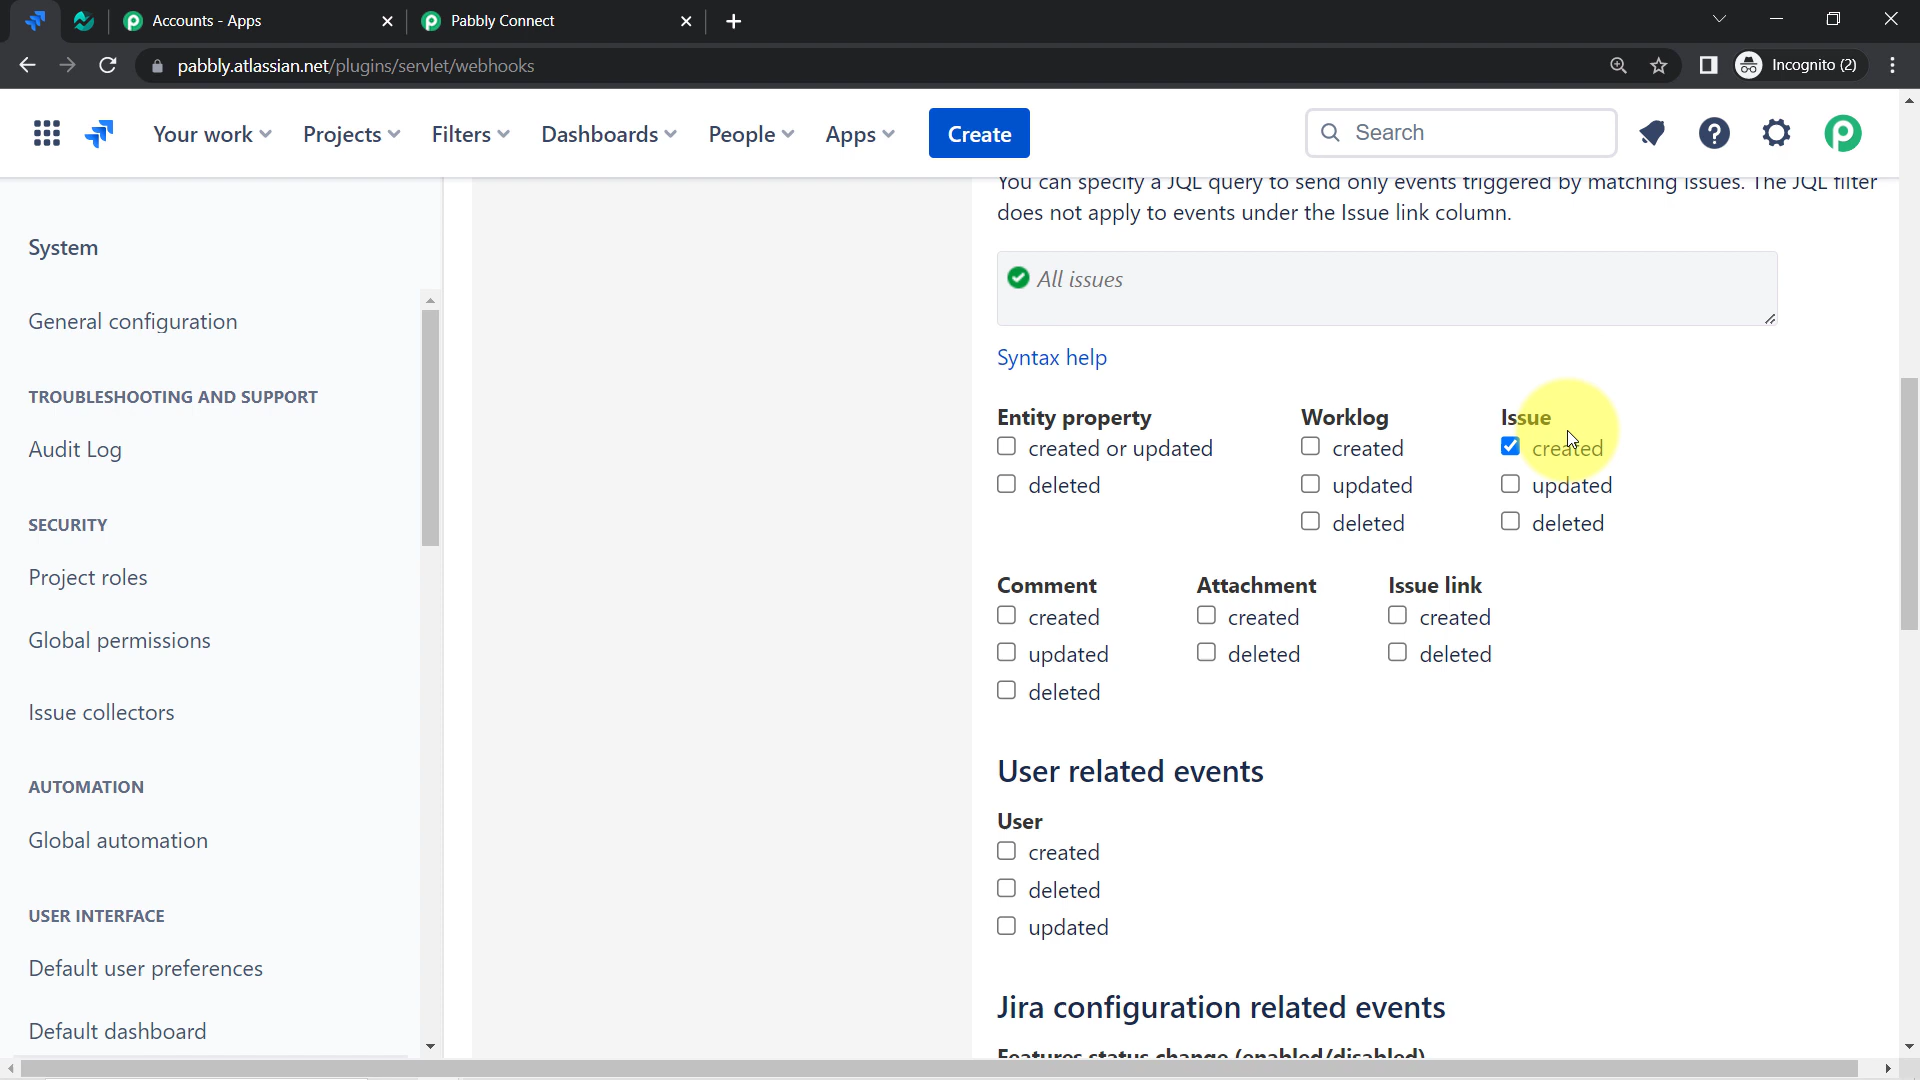 Accounts - Apps
Pabbly Connect
pabbly.atlassian.net/plugins/servlet/webhooks
Incognito (2)
Your work
Projects
Filters
Dashboards
People
Apps
Create
Search
System
General configuration
TROUBLESHOOTING AND SUPPORT
Audit Log
SECURITY
Project roles
Global permissions
Issue collectors
AUTOMATION
Global automation
USER INTERFACE
Default user preferences
Default dashboard
You can specify a JQL query to send only events triggered by matching issues. The JQL filter
does not apply to events under the Issue link column.
All issues
Syntax help
Entity property
created or updated
deleted
Worklog
created
updated
deleted
Issue
created
updated
deleted
Comment
created
updated
deleted
Attachment
created
deleted
Issue link
created
deleted
User related events
User
created
deleted
updated
Jira configuration related events
Features status change (enabled/disabled)